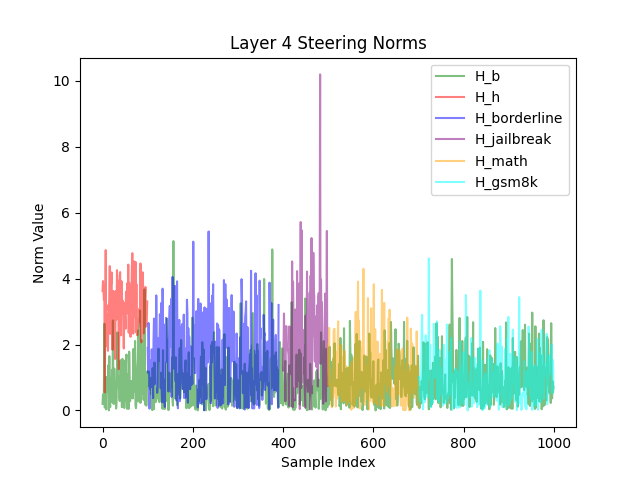 Layer 4 Steering Norms
H_b
H_h
H_borderline
H_jailbreak
H_math
H_gsm8k
Norm Value
10
8
6
4
2
0
0
200
400
600
800
1000
Sample Index